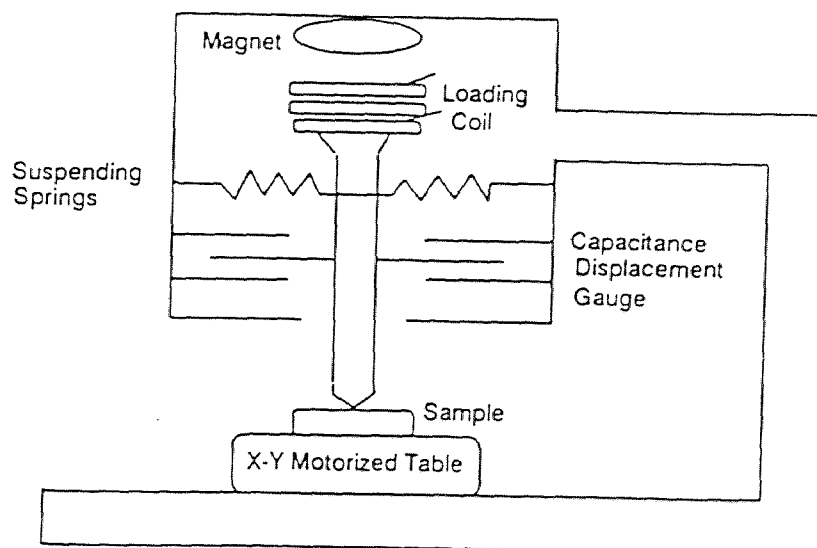 Magnet
Loading
Coil
Suspending
Springs
Capacitance
Displacement
Gauge
Sample
X-Y Motorized Table